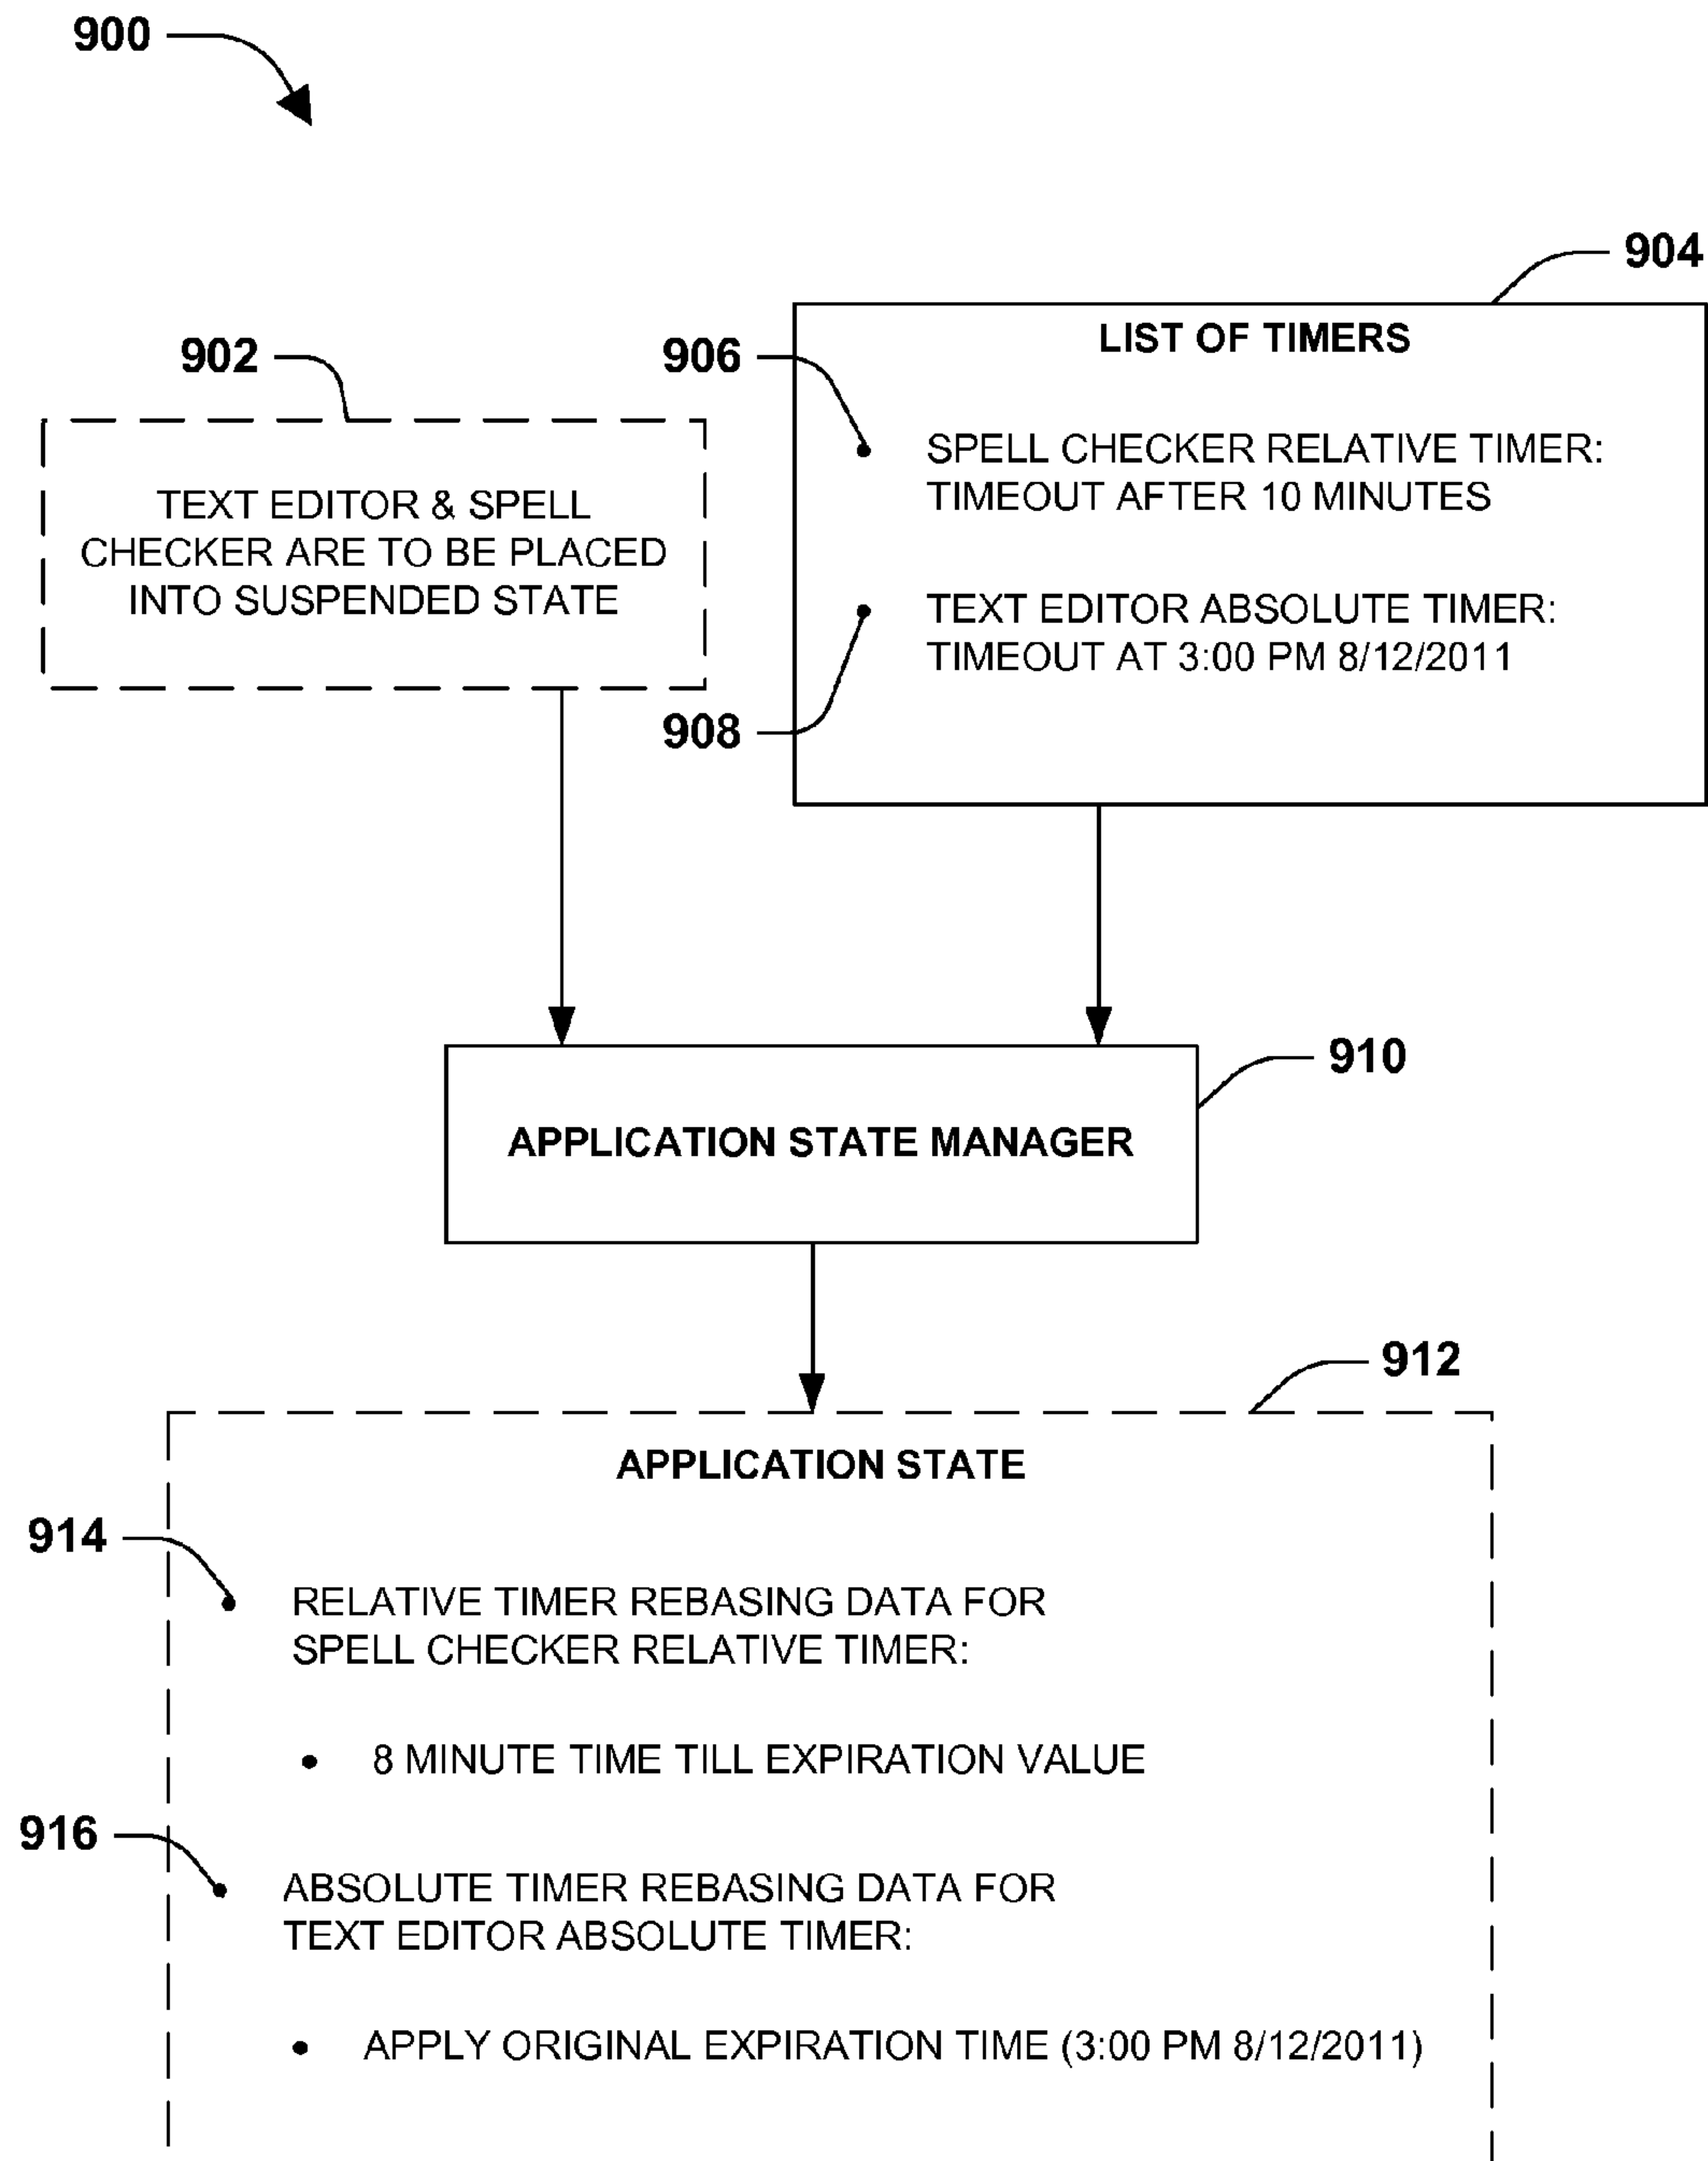 900
904
LIST OF TIMERS
902
906
SPELL CHECKER RELATIVE TIMER:
TIMEOUT AFTER 10 MINUTES
TEXT EDITOR & SPELL
CHECKER ARE TO BE PLACED
INTO SUSPENDED STATE
TEXT EDITOR ABSOLUTE TIMER:
TIMEOUT AT 3:00 PM 8/12/2011
908
910
APPLICATION STATE MANAGER
912
APPLICATION STATE
914
RELATIVE TIMER REBASING DATA FOR
SPELL CHECKER RELATIVE TIMER:
• 8 MINUTE TIME TILL EXPIRATION VALUE
916
ABSOLUTE TIMER REBASING DATA FOR
TEXT EDITOR ABSOLUTE TIMER:
• APPLY ORIGINAL EXPIRATION TIME (3:00 PM 8/12/2011)